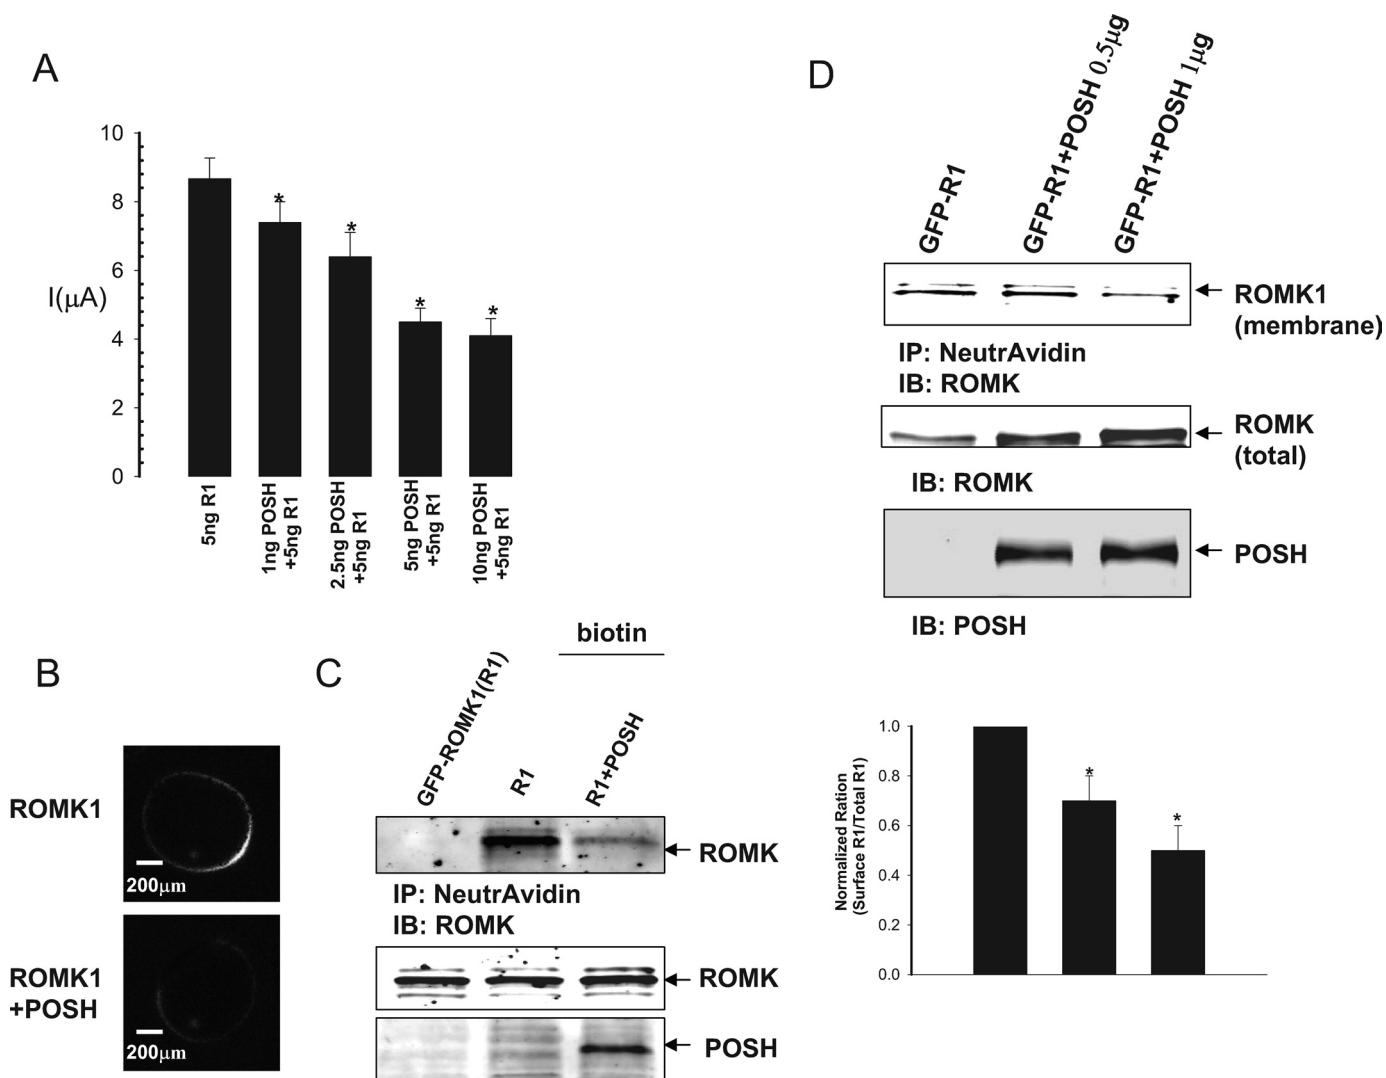 A
10
8
6
4
2
0
I(μA)
*
*
*
*
5ng R1
1ng POSH
+5ng R1
2.5ng POSH
+5ng R1
5ng POSH
+5ng R1
10ng POSH
+5ng R1
B
ROMK1
200μm
ROMK1
+POSH
200μm
C
biotin
GFP-ROMK1(R1)
R1
R1+POSH
ROMK
IP: NeutrAvidin
IB: ROMK
ROMK
POSH
D
GFP-R1
GFP-R1+POSH 0.5μg
GFP-R1+POSH 1μg
ROMK1
(membrane)
IP: NeutrAvidin
IB: ROMK
ROMK
(total)
IB: ROMK
POSH
IB: POSH
Normalized Ration
(Surface R1/Total R1)
1.0
0.8
0.6
0.4
0.2
0.0
*
*